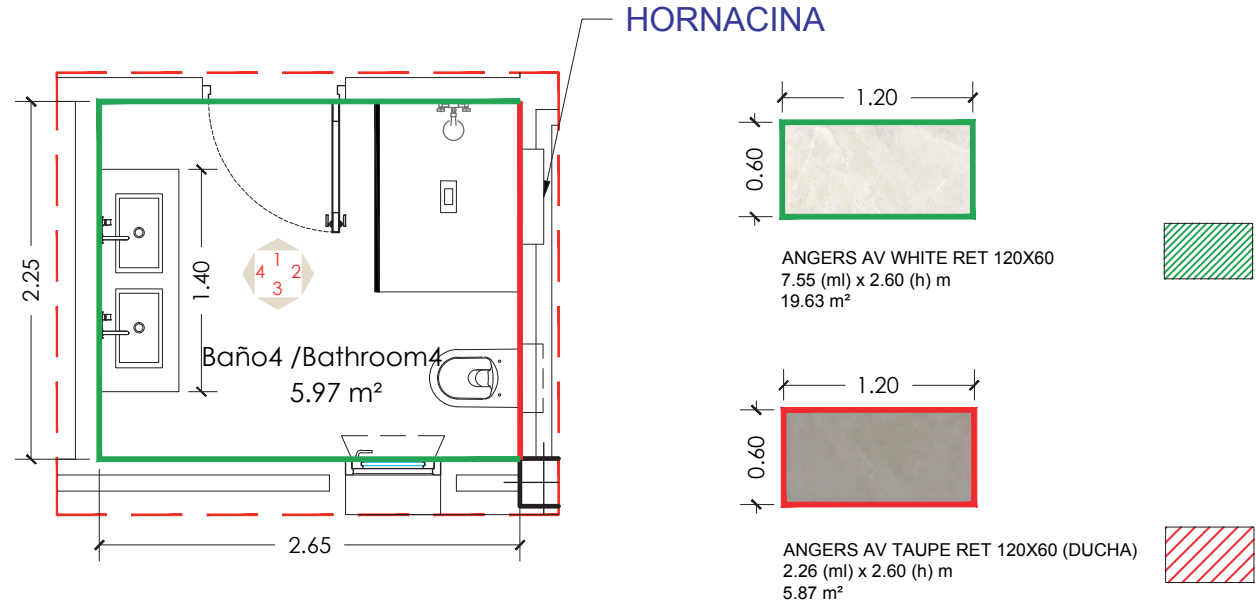 HORNACINA
2.25
1.40
1
4 2
3
Baño4 /Bathroom4
5.97 m²
2.65
1.20
0.60
ANGERS AV WHITE RET 120X60
7.55 (ml) x 2.60 (h) m
19.63 m²
1.20
0.60
ANGERS AV TAUPE RET 120X60 (DUCHA)
2.26 (ml) x 2.60 (h) m
5.87 m²